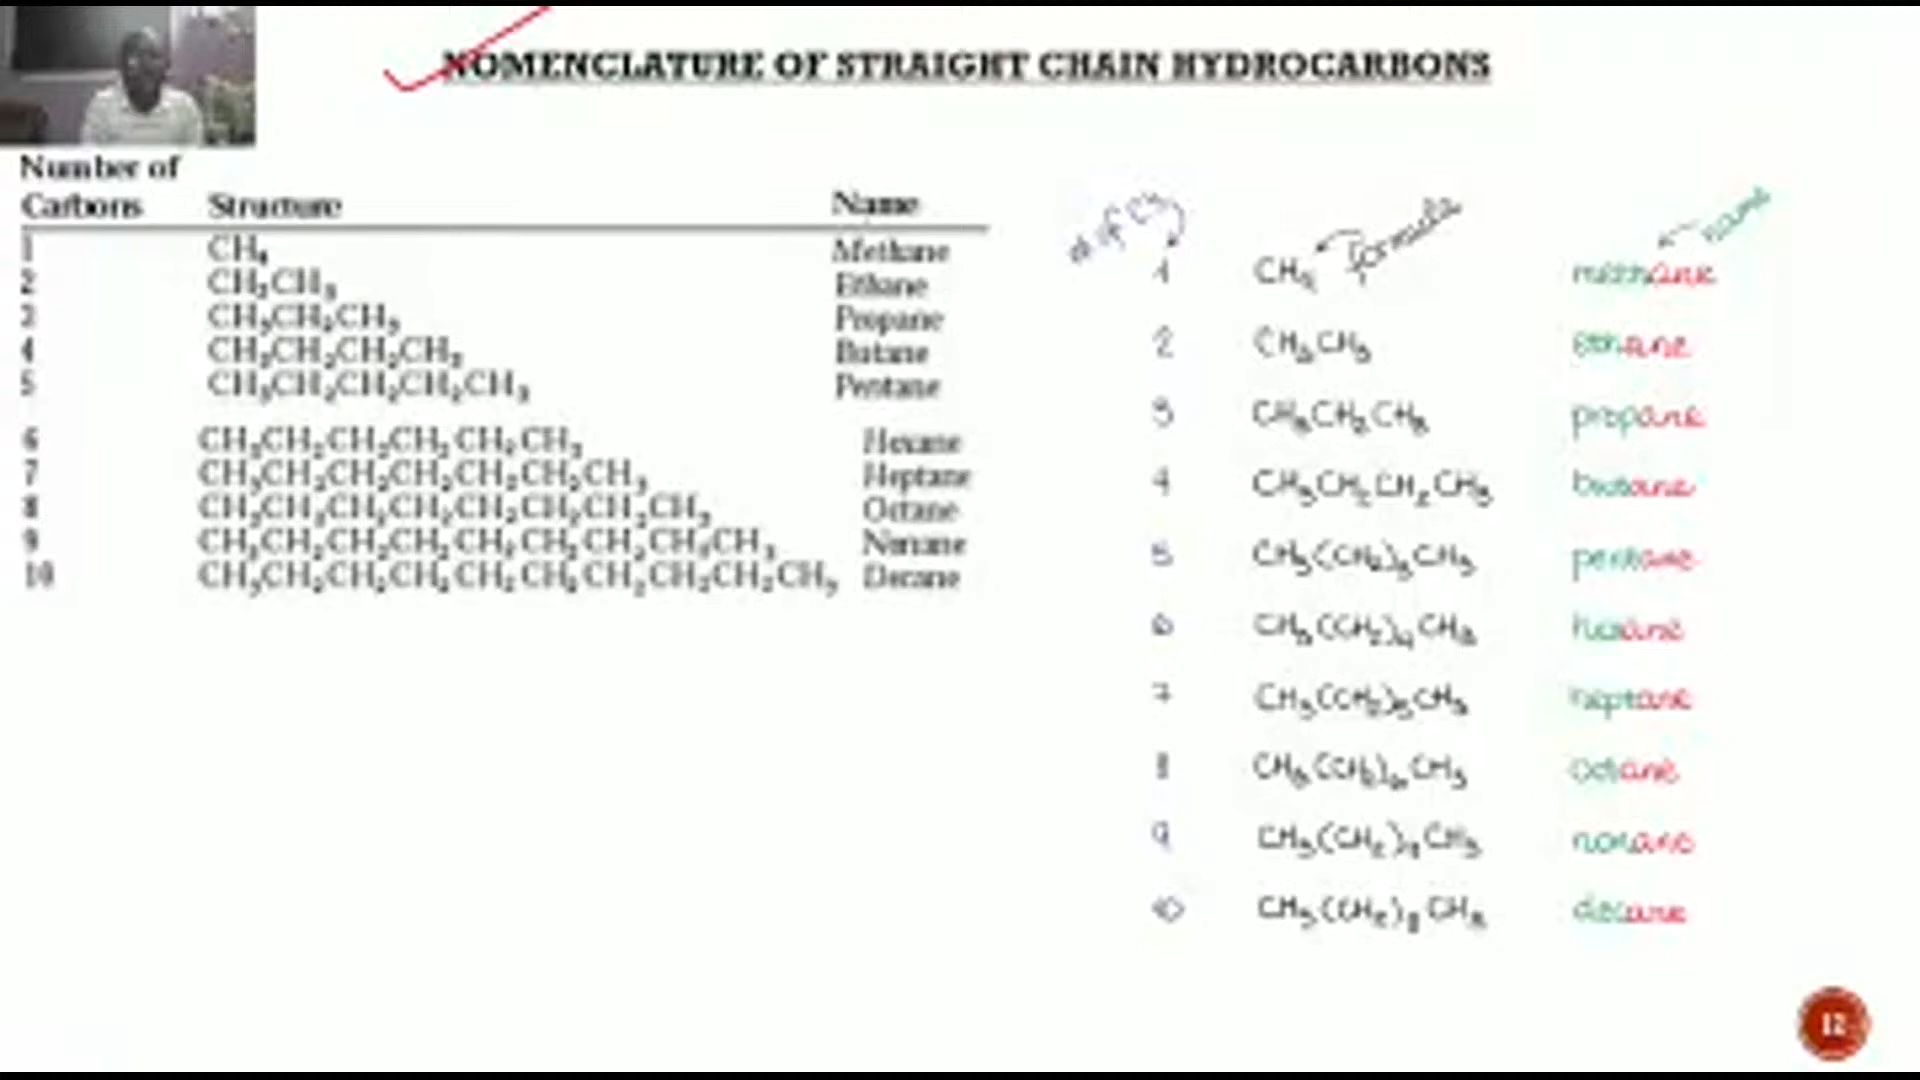 NOMENCLATURE OF STRAIGHT CHAIN HYDROCARBONS
Number of
Carbons Structure Name
1 CH₄ Methane
2 CH₃CH₃ Ethane
3 CH₃CH₂CH₃ Propane
4 CH₃CH₂CH₂CH₃ Butane
5 CH₃CH₂CH₂CH₂CH₃ Pentane
6 CH₃CH₂CH₂CH₂CH₂CH₃ Hexane
7 CH₃CH₂CH₂CH₂CH₂CH₂CH₃ Heptane
8 CH₃CH₂CH₂CH₂CH₂CH₂CH₂CH₃ Octane
9 CH₃CH₂CH₂CH₂CH₂CH₂CH₂CH₂CH₃ Nonane
10 CH₃CH₂CH₂CH₂CH₂CH₂CH₂CH₂CH₂CH₃ Decane
# of C's formula name
1 CH₄ methane
2 CH₃CH₃ ethane
3 CH₃CH₂CH₃ propane
4 CH₃CH₂CH₂CH₃ butane
5 CH₃(CH₂)₃CH₃ pentane
6 CH₃(CH₂)₄CH₃ hexane
7 CH₃(CH₂)₅CH₃ heptane
8 CH₃(CH₂)₆CH₃ octane
9 CH₃(CH₂)₇CH₃ nonane
10 CH₃(CH₂)₈CH₃ decane
12